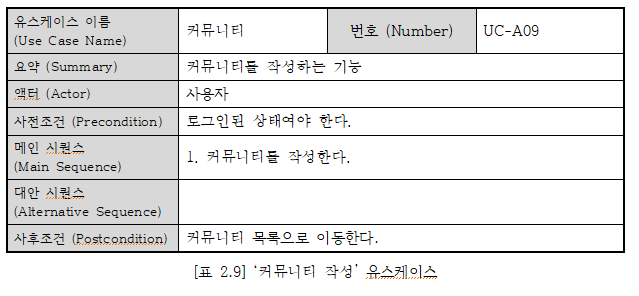 유스케이스 이름
(Use Case Name)
커뮤니티
번호 (Number)
UC-A09
요약 (Summary)
커뮤니티를 작성하는 기능
액터 (Actor)
사용자
사전조건 (Precondition)
로그인된 상태여야 한다.
메인 시퀀스
(Main Sequence)
1. 커뮤니티를 작성한다.
대안 시퀀스
(Alternative Sequence)
사후조건 (Postcondition)
커뮤니티 목록으로 이동한다.
[표 2.9] ‘커뮤니티 작성’ 유스케이스